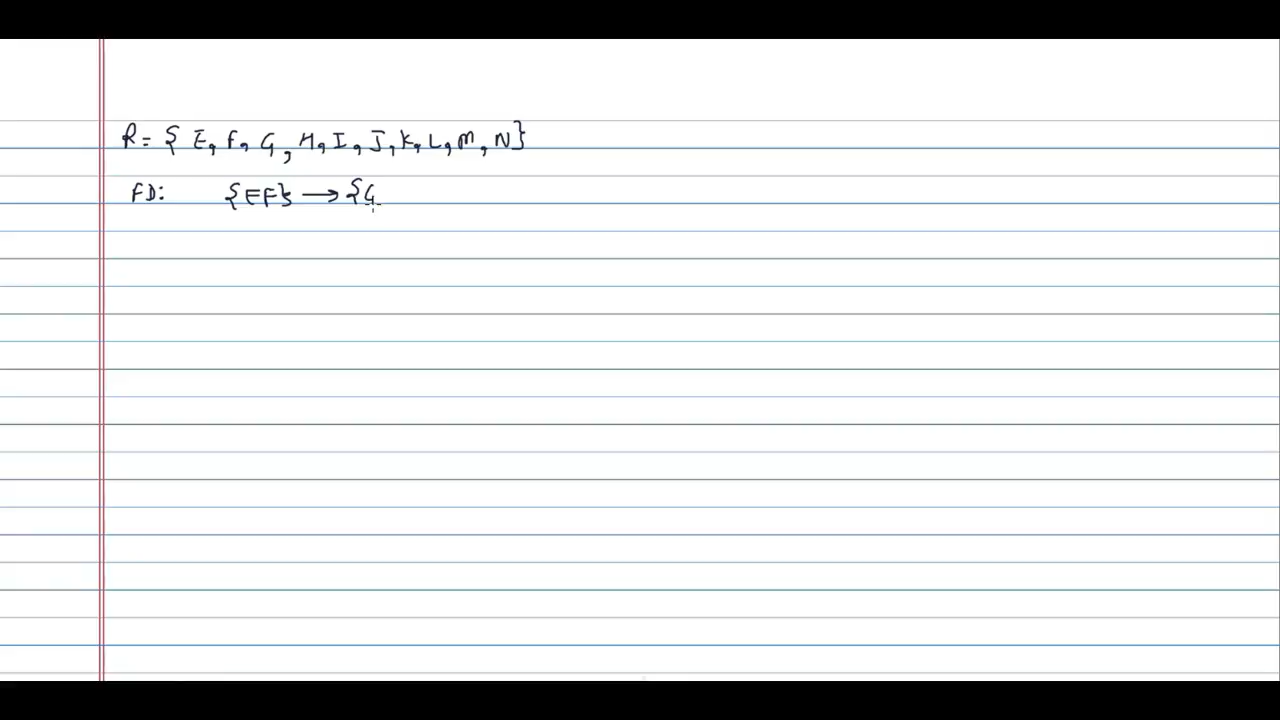 R = { E, F, G, H, I, J, K, L, M, N}
FD: {EF} → {G